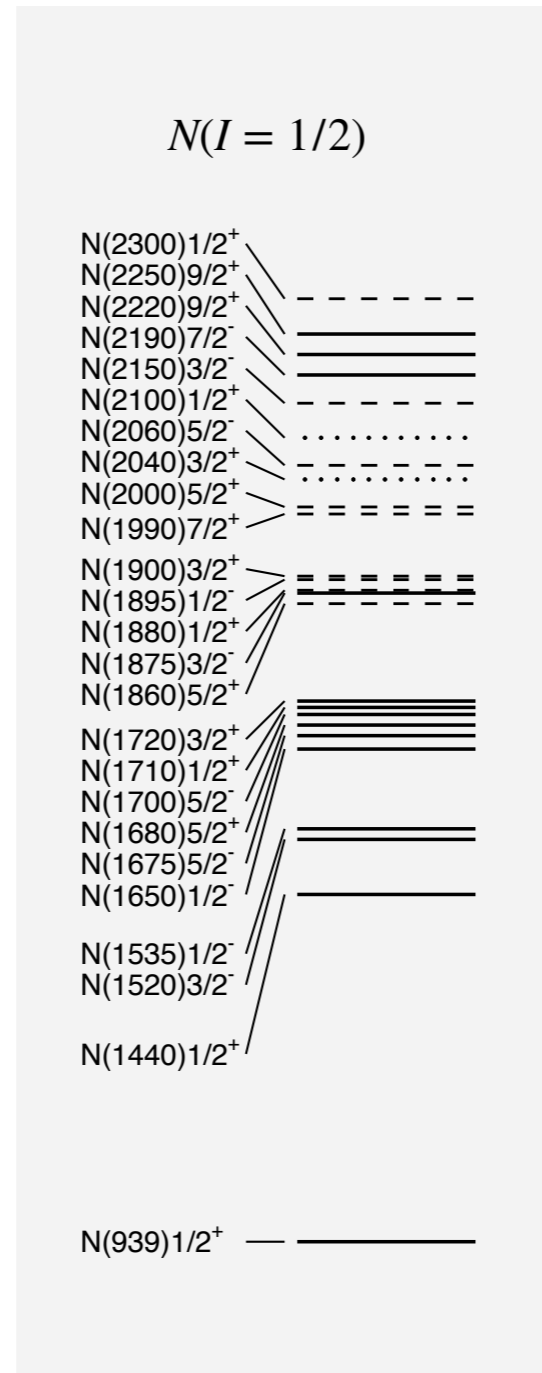 N(I = 1/2)
N(2300)1/2⁺
N(2250)9/2⁺
N(2220)9/2⁺
N(2190)7/2⁻
N(2150)3/2⁻
N(2100)1/2⁺
N(2060)5/2⁻
N(2040)3/2⁺
N(2000)5/2⁺
N(1990)7/2⁺
N(1900)3/2⁺
N(1895)1/2⁻
N(1880)1/2⁺
N(1875)3/2⁻
N(1860)5/2⁺
N(1720)3/2⁺
N(1710)1/2⁺
N(1700)5/2⁻
N(1680)5/2⁺
N(1675)5/2⁻
N(1650)1/2⁻
N(1535)1/2⁻
N(1520)3/2⁻
N(1440)1/2⁺
N(939)1/2⁺